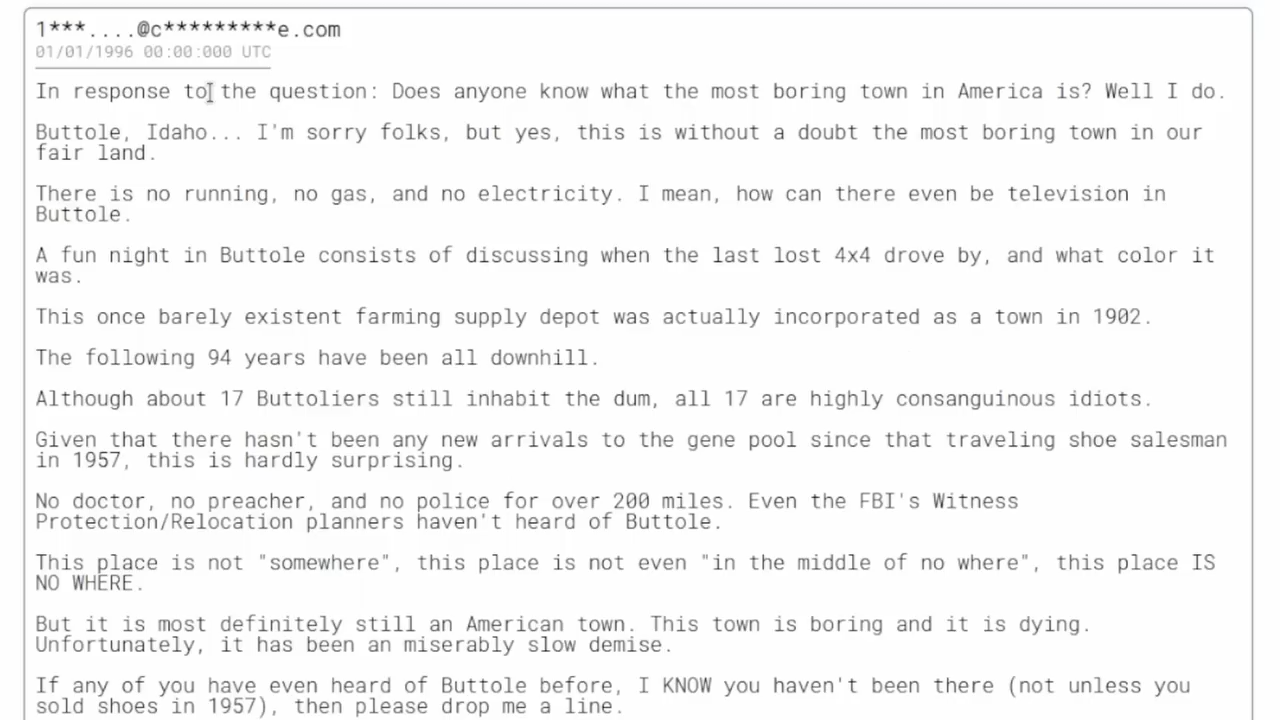 1***....@c*********e.com
01/01/1996 00:00:000 UTC
In response to the question: Does anyone know what the most boring town in America is? Well I do.
Buttole, Idaho... I'm sorry folks, but yes, this is without a doubt the most boring town in our
fair land.
There is no running, no gas, and no electricity. I mean, how can there even be television in
Buttole.
A fun night in Buttole consists of discussing when the last lost 4x4 drove by, and what color it
was.
This once barely existent farming supply depot was actually incorporated as a town in 1902.
The following 94 years have been all downhill.
Although about 17 Buttoliers still inhabit the dum, all 17 are highly consanguinous idiots.
Given that there hasn't been any new arrivals to the gene pool since that traveling shoe salesman
in 1957, this is hardly surprising.
No doctor, no preacher, and no police for over 200 miles. Even the FBI's Witness
Protection/Relocation planners haven't heard of Buttole.
This place is not "somewhere", this place is not even "in the middle of no where", this place IS
NO WHERE.
But it is most definitely still an American town. This town is boring and it is dying.
Unfortunately, it has been an miserably slow demise.
If any of you have even heard of Buttole before, I KNOW you haven't been there (not unless you
sold shoes in 1957), then please drop me a line.